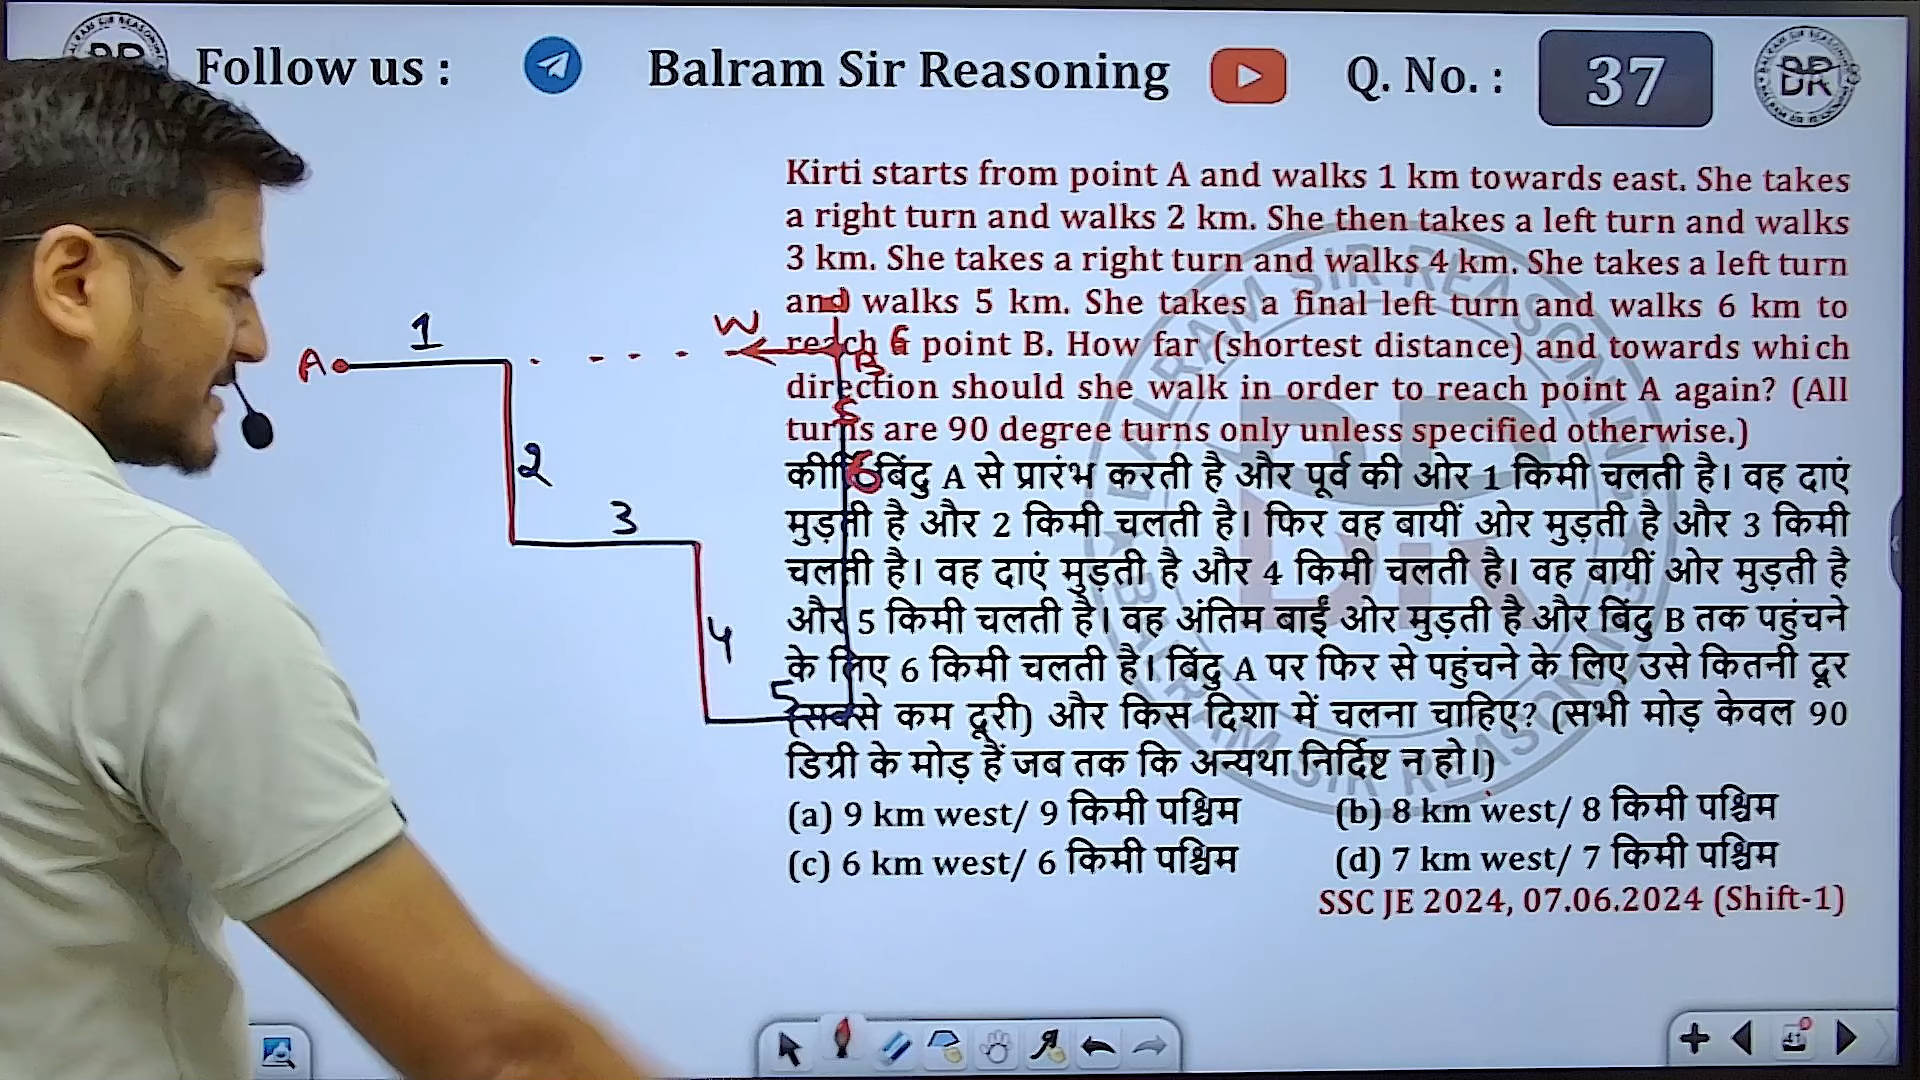 Follow us :
Balram Sir Reasoning
Q. No. :
37
Kirti starts from point A and walks 1 km towards east. She takes
a right turn and walks 2 km. She then takes a left turn and walks
3 km. She takes a right turn and walks 4 km. She takes a left turn
and walks 5 km. She takes a final left turn and walks 6 km to
reach point B. How far (shortest distance) and towards which
direction should she walk in order to reach point A again? (All
turns are 90 degree turns only unless specified otherwise.)
कीर्ति बिंदु A से प्रारंभ करती है और पूर्व की ओर 1 किमी चलती है। वह दाएं
मुड़ती है और 2 किमी चलती है। फिर वह बायीं ओर मुड़ती है और 3 किमी
चलती है। वह दाएं मुड़ती है और 4 किमी चलती है। वह बायीं ओर मुड़ती है
और 5 किमी चलती है। वह अंतिम बाईं ओर मुड़ती है और बिंदु B तक पहुंचने
के लिए 6 किमी चलती है। बिंदु A पर फिर से पहुंचने के लिए उसे कितनी दूर
(सबसे कम दूरी) और किस दिशा में चलना चाहिए? (सभी मोड़ केवल 90
डिग्री के मोड़ हैं जब तक कि अन्यथा निर्दिष्ट न हो।)
(a) 9 km west/ 9 किमी पश्चिम
(b) 8 km west/ 8 किमी पश्चिम
(c) 6 km west/ 6 किमी पश्चिम
(d) 7 km west/ 7 किमी पश्चिम
SSC JE 2024, 07.06.2024 (Shift-1)
A
1
W
6
B
2
6
3
4
5
BR
BALRAM SIR REASONING